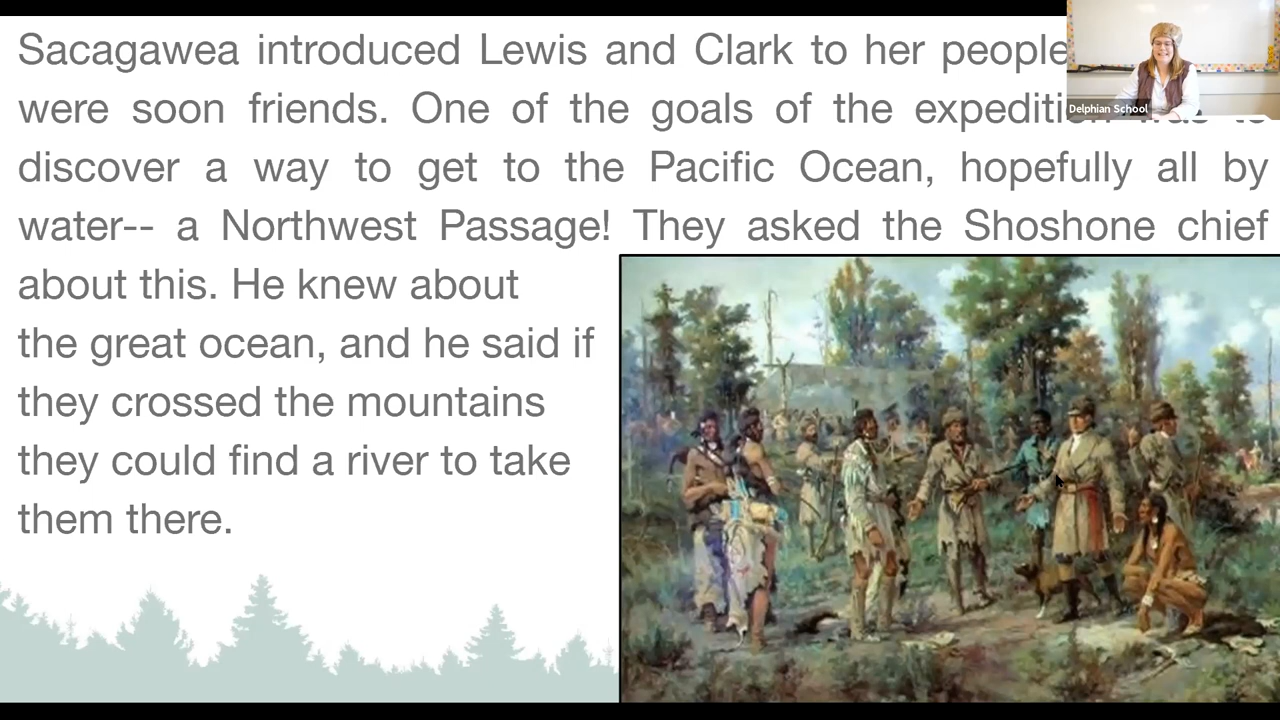 Sacagawea introduced Lewis and Clark to her people
were soon friends. One of the goals of the
discover a way to get to the Pacific Ocean, hopefully all by
water-- a Northwest Passage! They asked the Shoshone chief
about this. He knew about
the great ocean, and he said if
they crossed the mountains
they could find a river to take
them there.
Delphian School